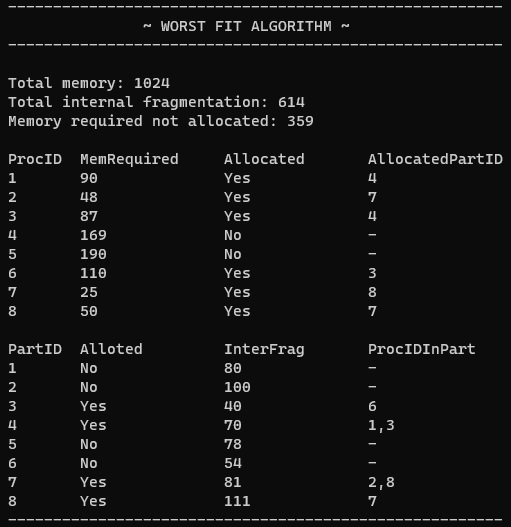 ~ WORST FIT ALGORITHM ~
Total memory: 1024
Total internal fragmentation: 614
Memory required not allocated: 359
ProcID MemRequired Allocated AllocatedPartID
1 90 Yes 4
2 48 Yes 7
3 87 Yes 4
4 169 No -
5 190 No -
6 110 Yes 3
7 25 Yes 8
8 50 Yes 7
PartID Alloted InterFrag ProcIDInPart
1 No 80 -
2 No 100 -
3 Yes 40 6
4 Yes 70 1,3
5 No 78 -
6 No 54 -
7 Yes 81 2,8
8 Yes 111 7